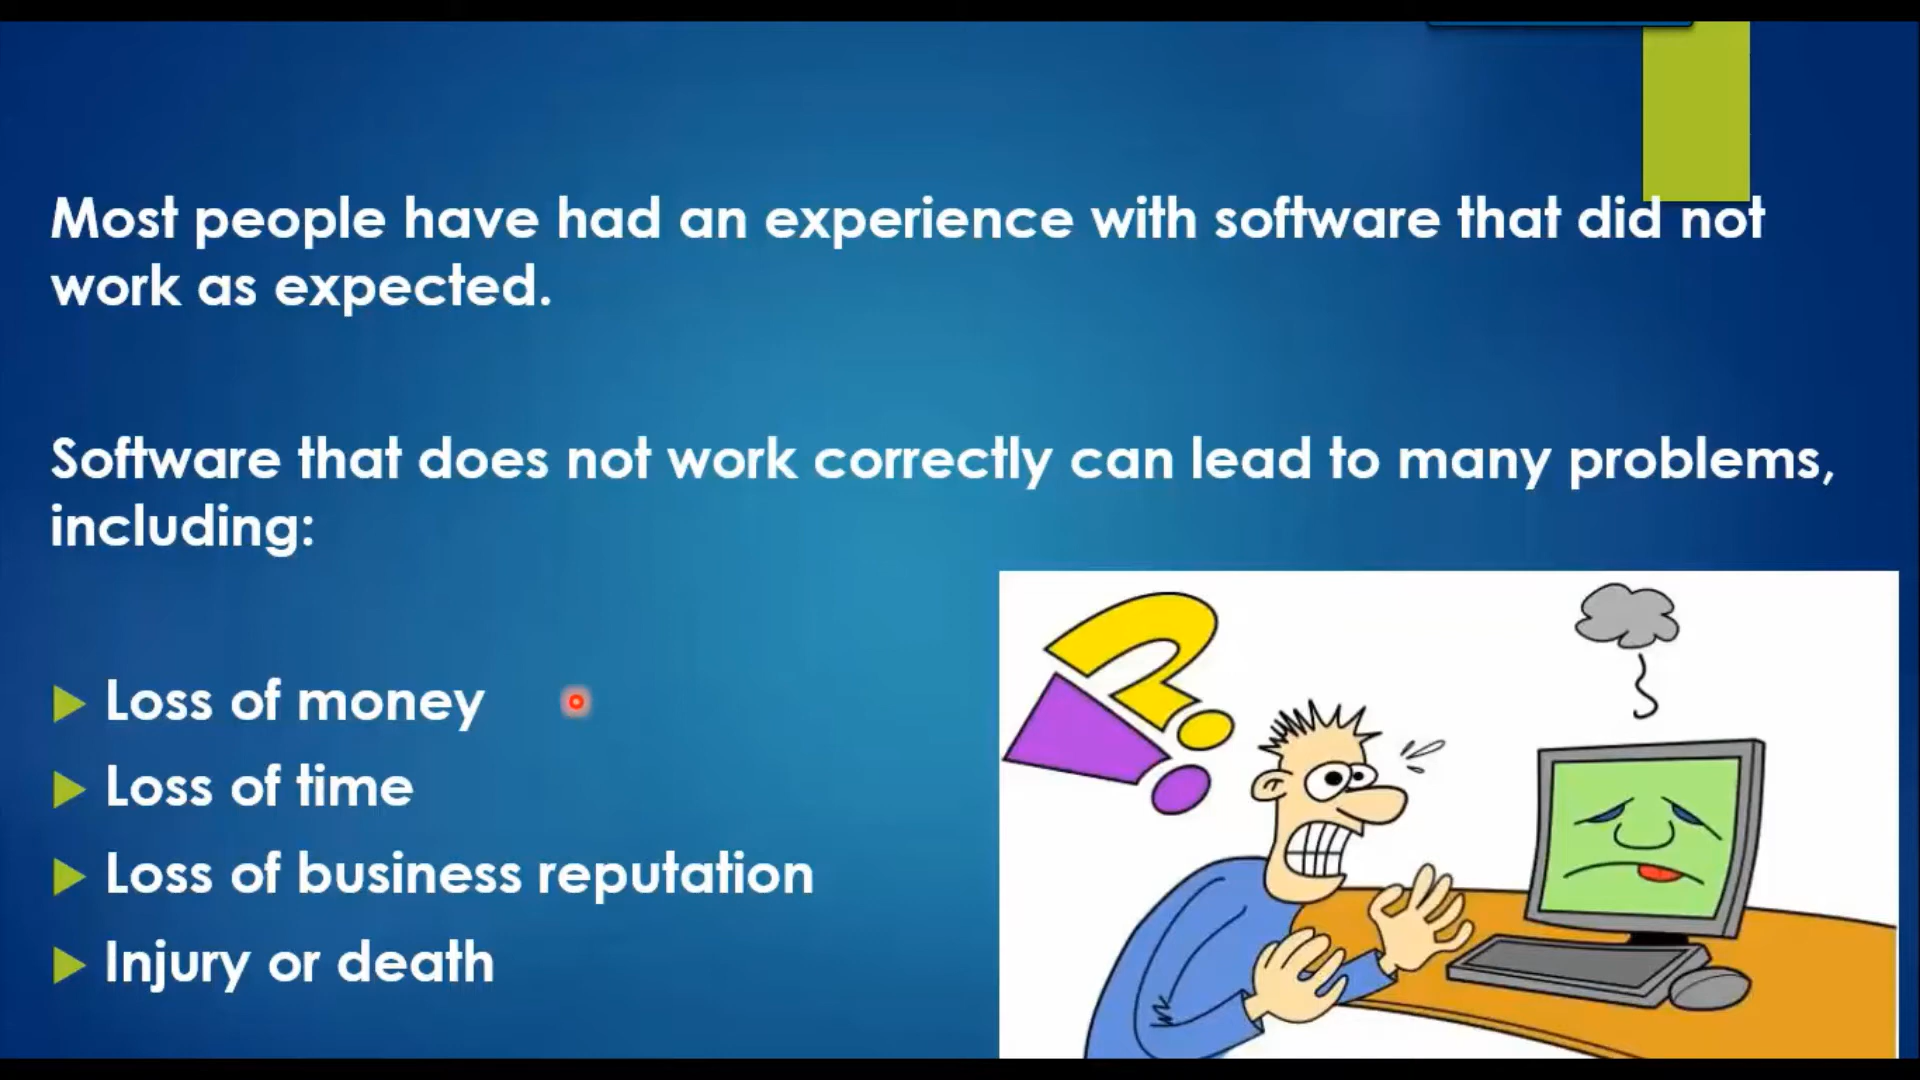 Most people have had an experience with software that did not
work as expected.
Software that does not work correctly can lead to many problems,
including:
Loss of money
Loss of time
Loss of business reputation
Injury or death